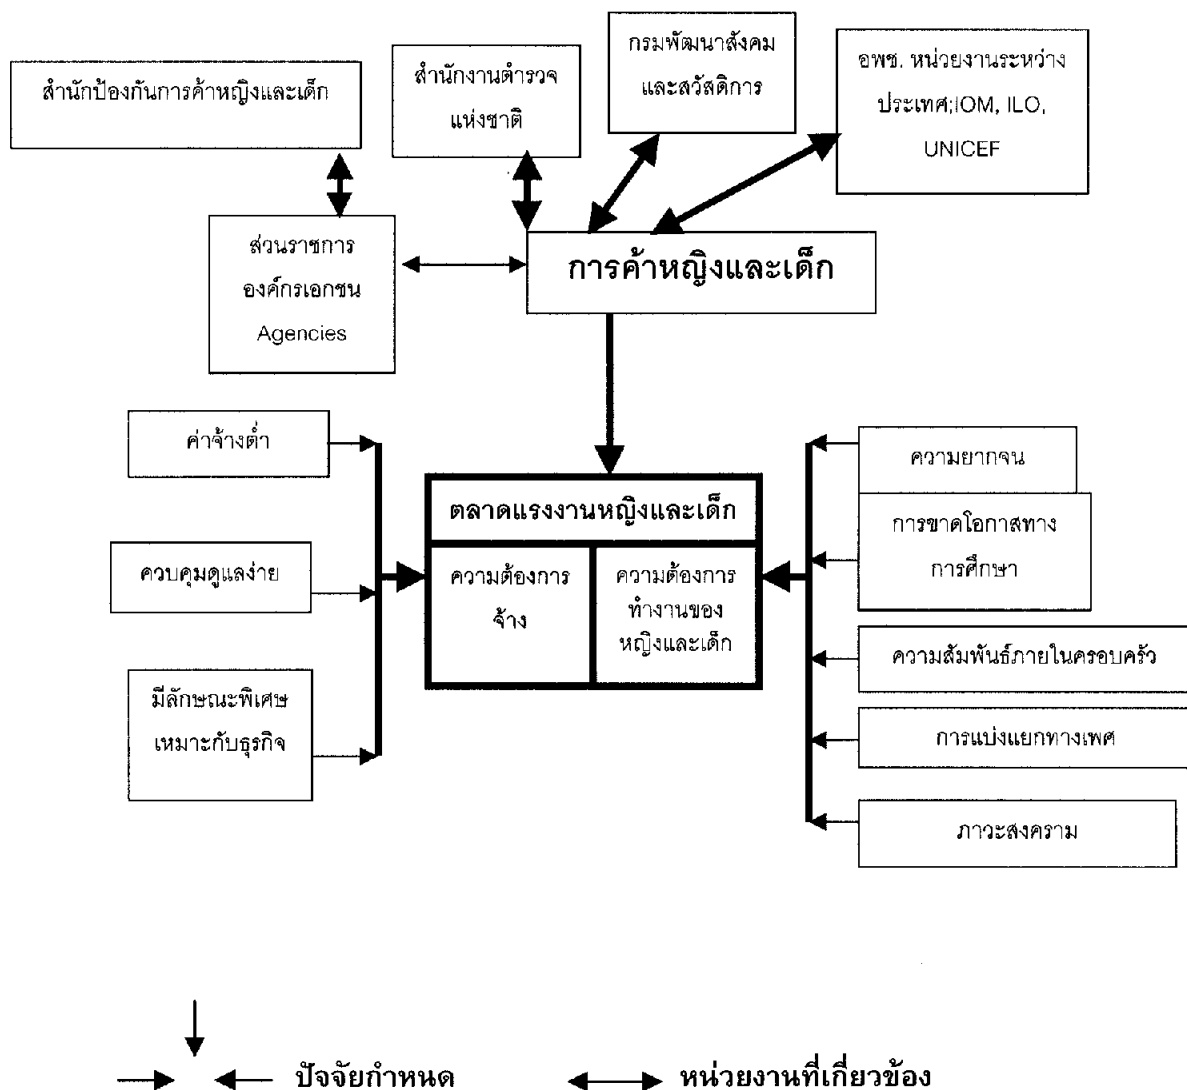 สำนักป้องกันการค้าหญิงและเด็ก
สำนักงานตำรวจ
แห่งชาติ
กรมพัฒนาสังคม
และสวัสดิการ
อพช. หน่วยงานระหว่าง
ประเทศ;IOM, ILO,
UNICEF
ส่วนราชการ
องค์กรเอกชน
Agencies
การค้าหญิงและเด็ก
ค่าจ้างต่ำ
ควบคุมดูแลง่าย
มีลักษณะพิเศษ
เหมาะกับธุรกิจ
ตลาดแรงงานหญิงและเด็ก
ความต้องการ
จ้าง
ความต้องการ
ทำงานของ
หญิงและเด็ก
ความยากจน
การขาดโอกาสทาง
การศึกษา
ความสัมพันธ์ภายในครอบครัว
การแบ่งแยกทางเพศ
ภาวะสงคราม
ปัจจัยกำหนด
หน่วยงานที่เกี่ยวข้อง